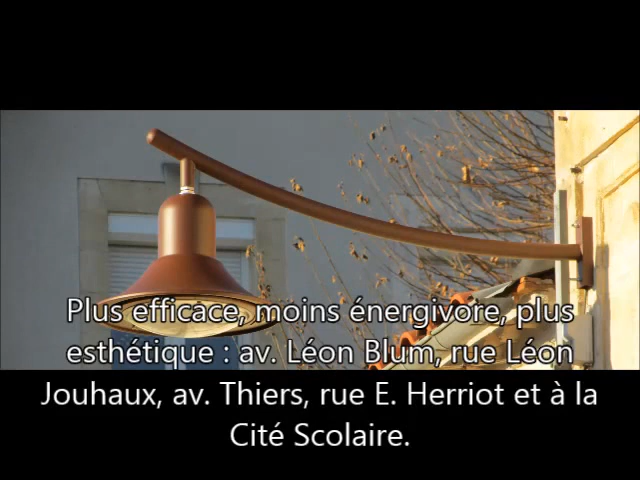 Plus efficace, moins énergivore, plus
esthétique : av. Léon Blum, rue Léon
Jouhaux, av. Thiers, rue E. Herriot et à la
Cité Scolaire.